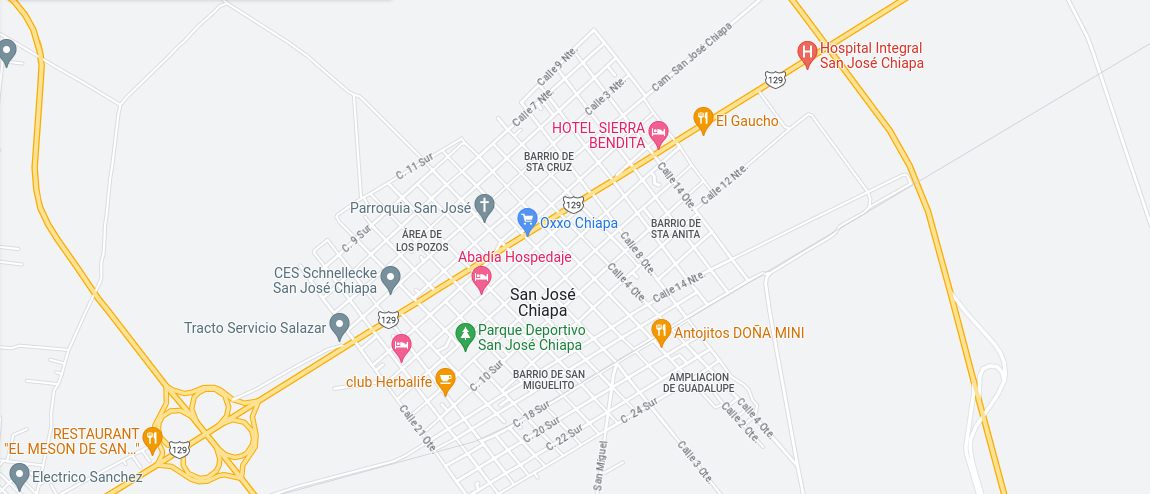 Hospital Integral
San José Chiapa
Cam. San José Chiapa
Calle 9 Nte.
129
Calle 3 Nte.
Calle 7 Nte.
El Gaucho
HOTEL SIERRA
BENDITA
BARRIO DE
STA CRUZ
C. 11 Sur
Calle 14 Ote.
Calle 12 Nte.
Parroquia San José
129
Oxxo Chiapa
BARRIO DE
STA ANITA
C. 9 Sur
ÁREA DE
LOS POZOS
Calle 8 Ote.
Abadía Hospedaje
CES Schnellecke
San José Chiapa
Calle 4 Ote.
Calle 14 Nte.
San José
Chiapa
129
Tracto Servicio Salazar
Parque Deportivo
San José Chiapa
Antojitos DOÑA MINI
club Herbalife
C. 10 Sur
BARRIO DE SAN
MIGUELITO
AMPLIACION
DE GUADALUPE
Calle 21 Ote.
C. 18 Sur
C. 24 Sur
Calle 4 Ote.
Calle 2 Ote.
C. 20 Sur
C. 22 Sur
RESTAURANT
"EL MESON DE SAN..."
129
San Miguel
Calle 3 Ote.
Electrico Sanchez